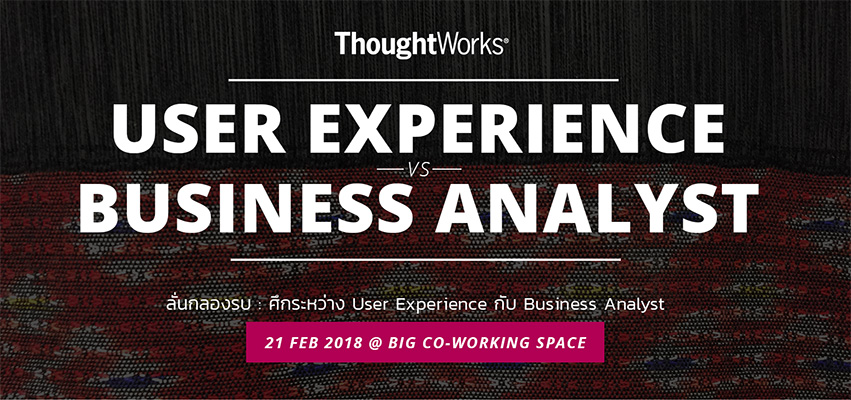 ThoughtWorks®
USER EXPERIENCE
VS
BUSINESS ANALYST
ลั่นกลองรบ : ศึกระหว่าง User Experience กับ Business Analyst
21 FEB 2018 @ BIG CO-WORKING SPACE